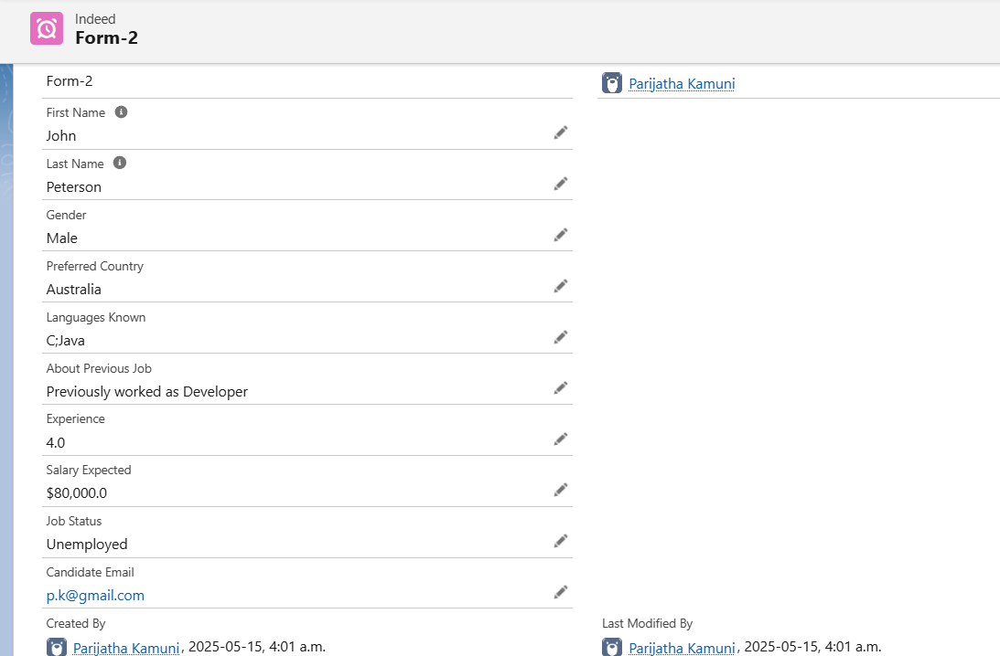 Indeed
Form-2
Form-2
Parijatha Kamuni
First Name
John
Last Name
Peterson
Gender
Male
Preferred Country
Australia
Languages Known
C;Java
About Previous Job
Previously worked as Developer
Experience
4.0
Salary Expected
$80,000.0
Job Status
Unemployed
Candidate Email
p.k@gmail.com
Created By
Parijatha Kamuni, 2025-05-15, 4:01 a.m.
Last Modified By
Parijatha Kamuni, 2025-05-15, 4:01 a.m.